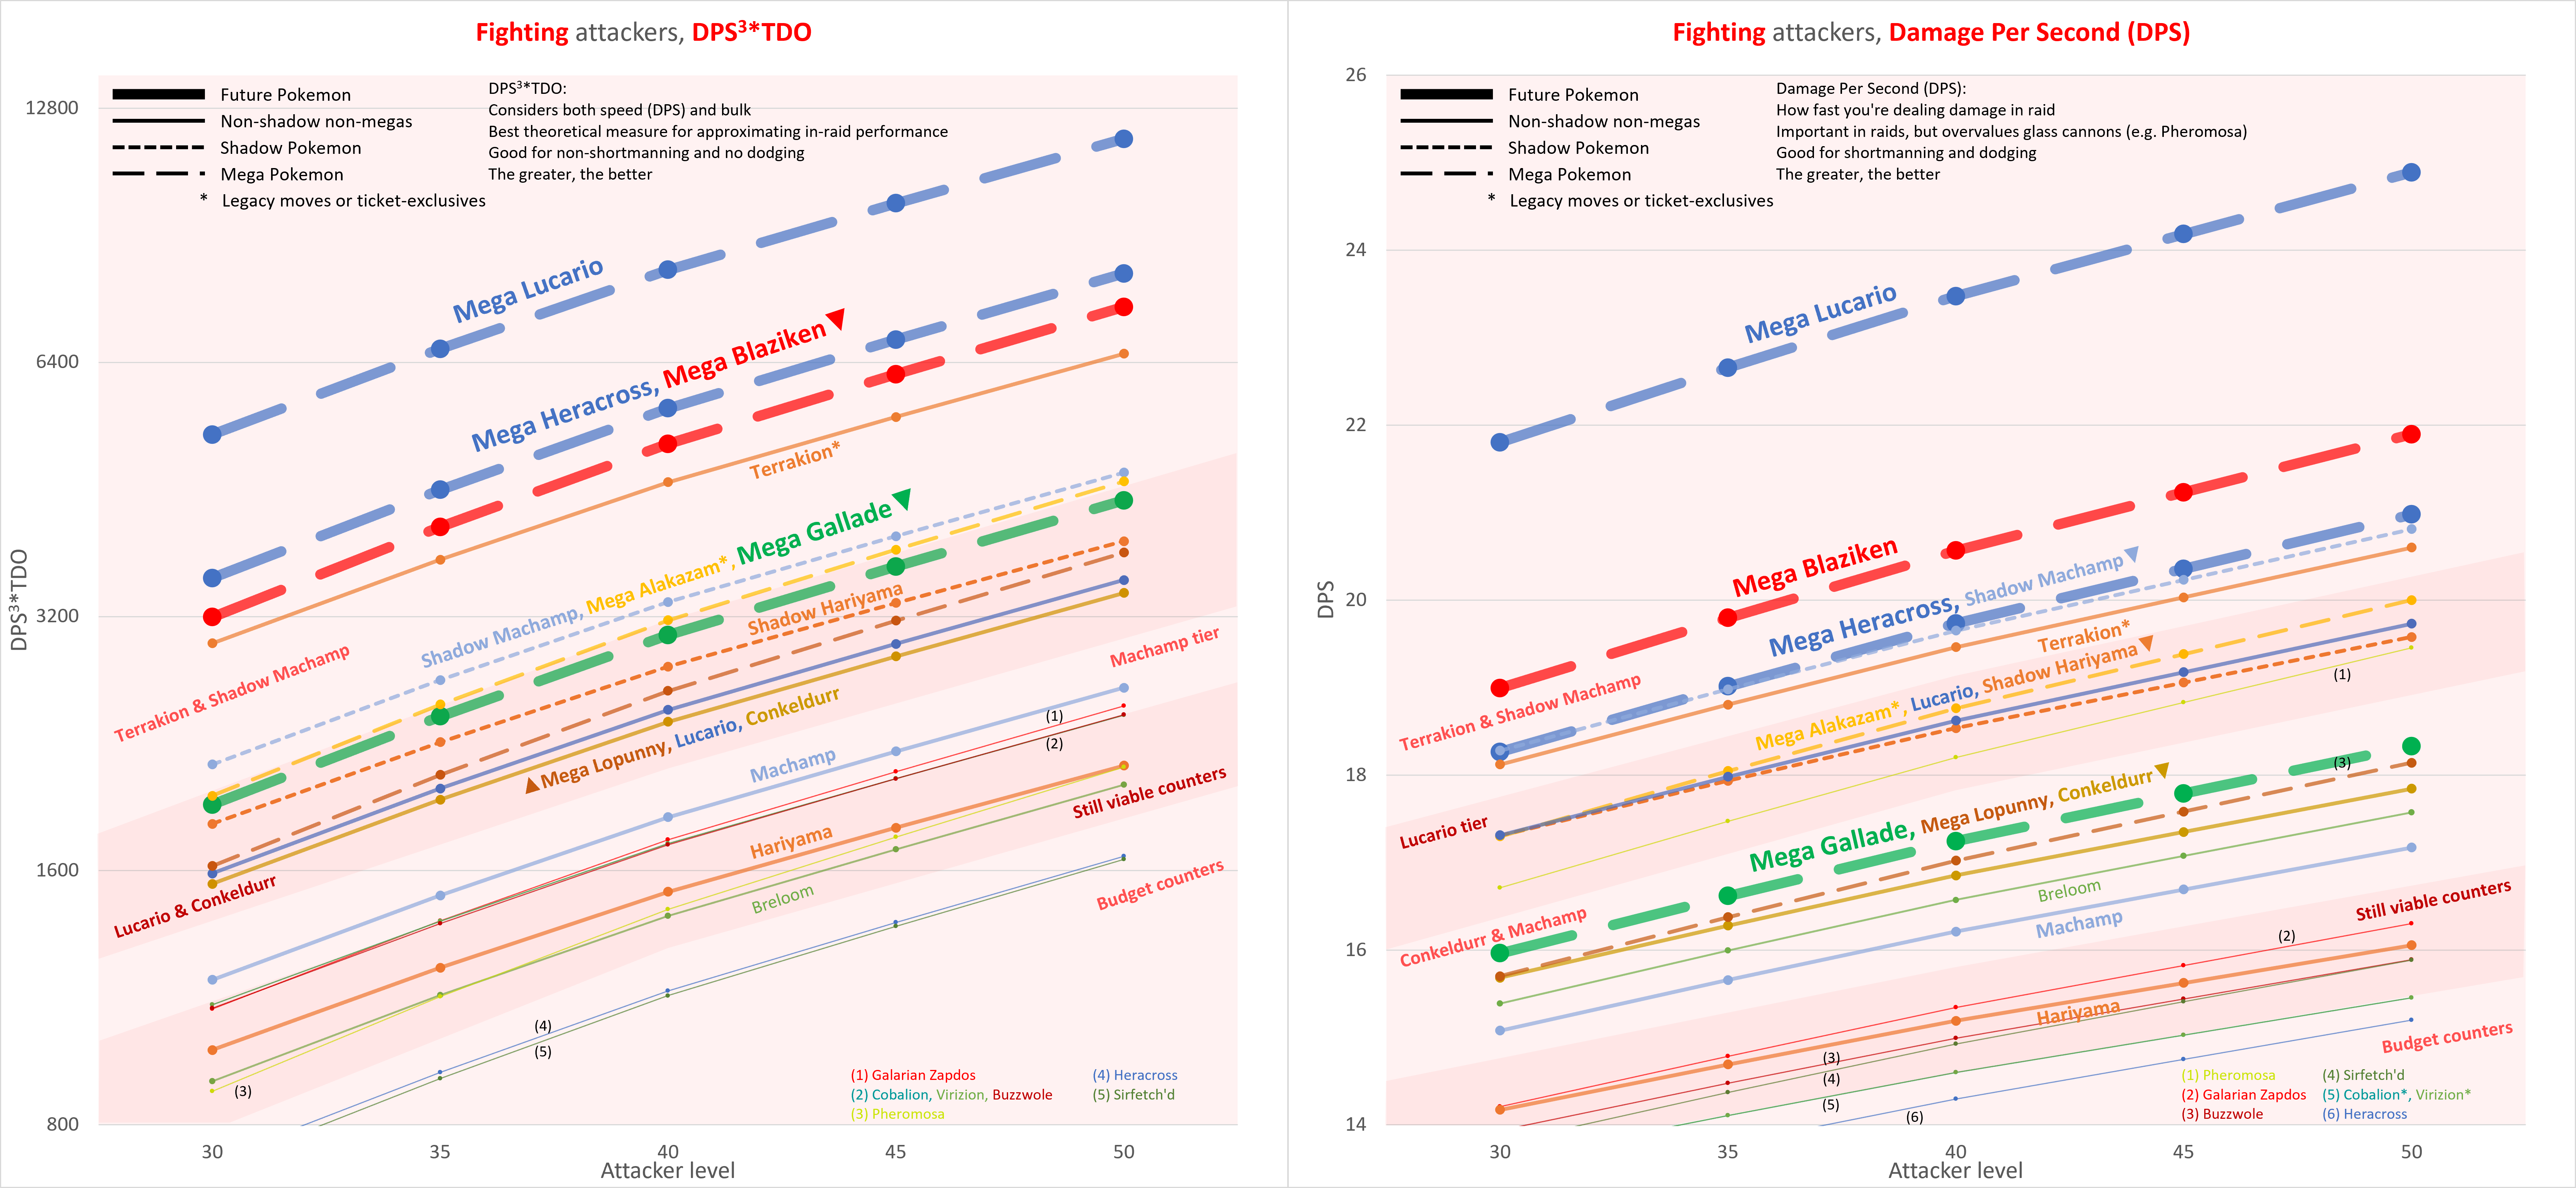 Fighting attackers, DPS³*TDO
Future Pokemon
Non-shadow non-megas
Shadow Pokemon
Mega Pokemon
* Legacy moves or ticket-exclusives
DPS³*TDO:
Considers both speed (DPS) and bulk
Best theoretical measure for approximating in-raid performance
Good for non-shortmanning and no dodging
The greater, the better
12800
6400
3200
1600
800
DPS³*TDO
Mega Lucario
Mega Heracross, Mega Blaziken
Terrakion*
Shadow Machamp, Mega Alakazam*, Mega Gallade
Shadow Hariyama
Terrakion & Shadow Machamp
Machamp tier
Mega Lopunny, Lucario, Conkeldurr
Machamp
(1)
(2)
Still viable counters
Hariyama
Breloom
Lucario & Conkeldurr
Budget counters
(3)
(4)
(5)
(1) Galarian Zapdos
(2) Cobalion, Virizion, Buzzwole
(3) Pheromosa
(4) Heracross
(5) Sirfetch'd
30 35 40 45 50
Attacker level
Fighting attackers, Damage Per Second (DPS)
Future Pokemon
Non-shadow non-megas
Shadow Pokemon
Mega Pokemon
* Legacy moves or ticket-exclusives
Damage Per Second (DPS):
How fast you're dealing damage in raid
Important in raids, but overvalues glass cannons (e.g. Pheromosa)
Good for shortmanning and dodging
The greater, the better
26
24
22
20
18
16
14
DPS
Mega Lucario
Mega Blaziken
Mega Heracross, Shadow Machamp
Terrakion*
Terrakion & Shadow Machamp
Mega Alakazam*, Lucario, Shadow Hariyama
(1)
Lucario tier
(3)
Mega Gallade, Mega Lopunny, Conkeldurr
Breloom
Machamp
Conkeldurr & Machamp
Still viable counters
(2)
Hariyama
Budget counters
(3)
(4)
(5)
(6)
(1) Pheromosa
(2) Galarian Zapdos
(3) Buzzwole
(4) Sirfetch'd
(5) Cobalion*, Virizion*
(6) Heracross
30 35 40 45 50
Attacker level